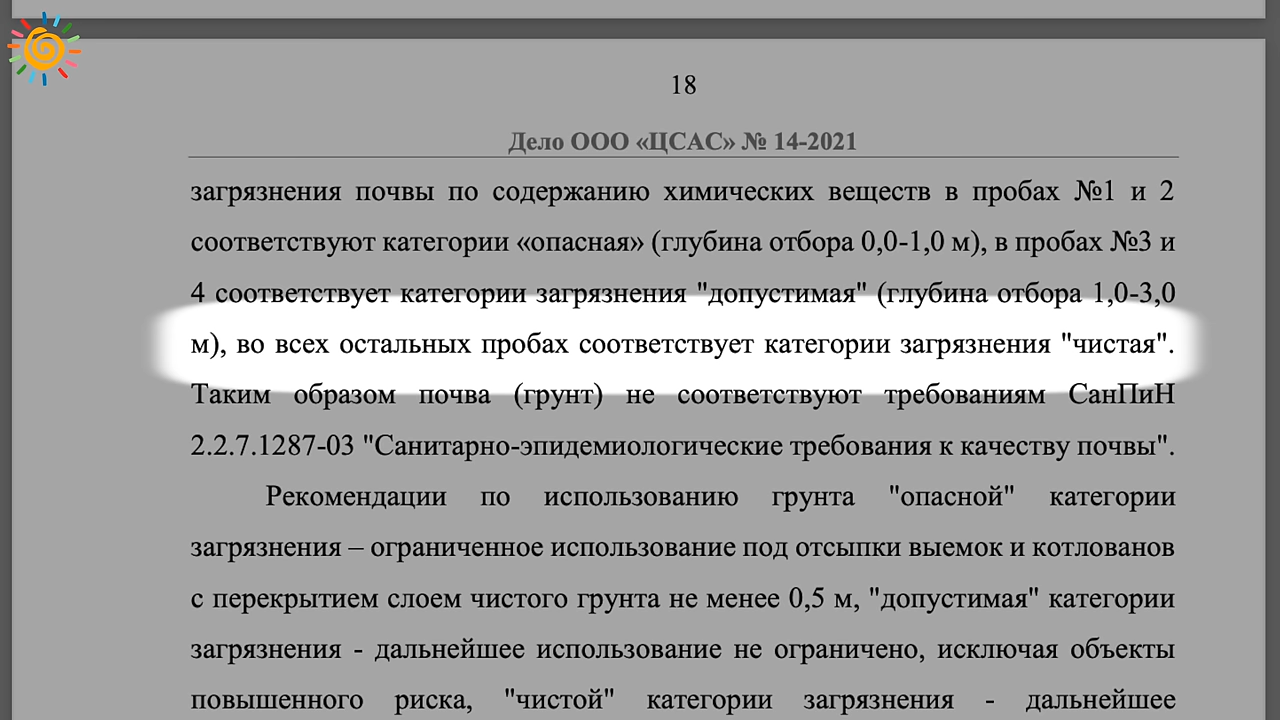 18
Дело ООО «ЦСАС» № 14-2021
загрязнения почвы по содержанию химических веществ в пробах №1 и 2
соответствуют категории «опасная» (глубина отбора 0,0-1,0 м), в пробах №3 и
4 соответствует категории загрязнения "допустимая" (глубина отбора 1,0-3,0
м), во всех остальных пробах соответствует категории загрязнения "чистая".
Таким образом почва (грунт) не соответствуют требованиям СанПиН
2.2.7.1287-03 "Санитарно-эпидемиологические требования к качеству почвы".
Рекомендации по использованию грунта "опасной" категории
загрязнения – ограниченное использование под отсыпки выемок и котлованов
с перекрытием слоем чистого грунта не менее 0,5 м, "допустимая" категории
загрязнения - дальнейшее использование не ограничено, исключая объекты
повышенного риска, "чистой" категории загрязнения - дальнейшее